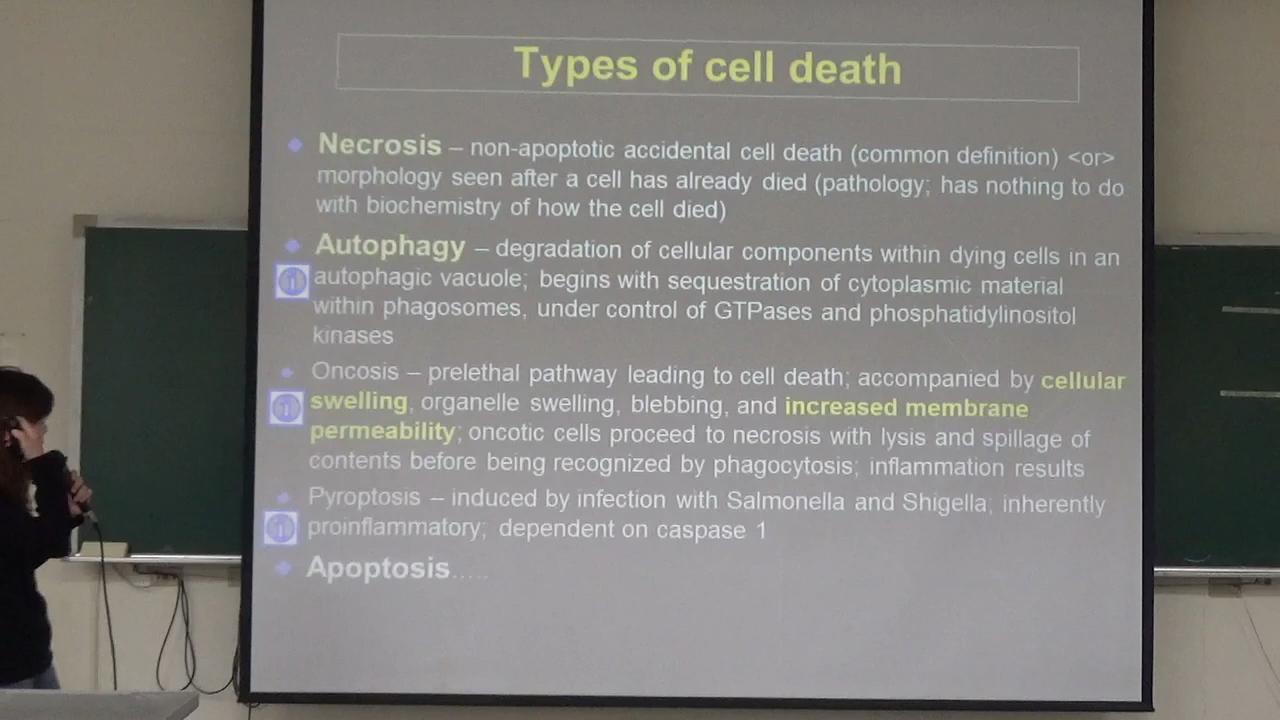 Types of cell death
Necrosis – non-apoptotic accidental cell death (common definition) <or>
morphology seen after a cell has already died (pathology; has nothing to do
with biochemistry of how the cell died)
Autophagy – degradation of cellular components within dying cells in an
autophagic vacuole; begins with sequestration of cytoplasmic material
within phagosomes, under control of GTPases and phosphatidylinositol
kinases
Oncosis – prelethal pathway leading to cell death; accompanied by cellular
swelling, organelle swelling, blebbing, and increased membrane
permeability; oncotic cells proceed to necrosis with lysis and spillage of
contents before being recognized by phagocytosis; inflammation results
Pyroptosis – induced by infection with Salmonella and Shigella; inherently
proinflammatory; dependent on caspase 1
Apoptosis.....